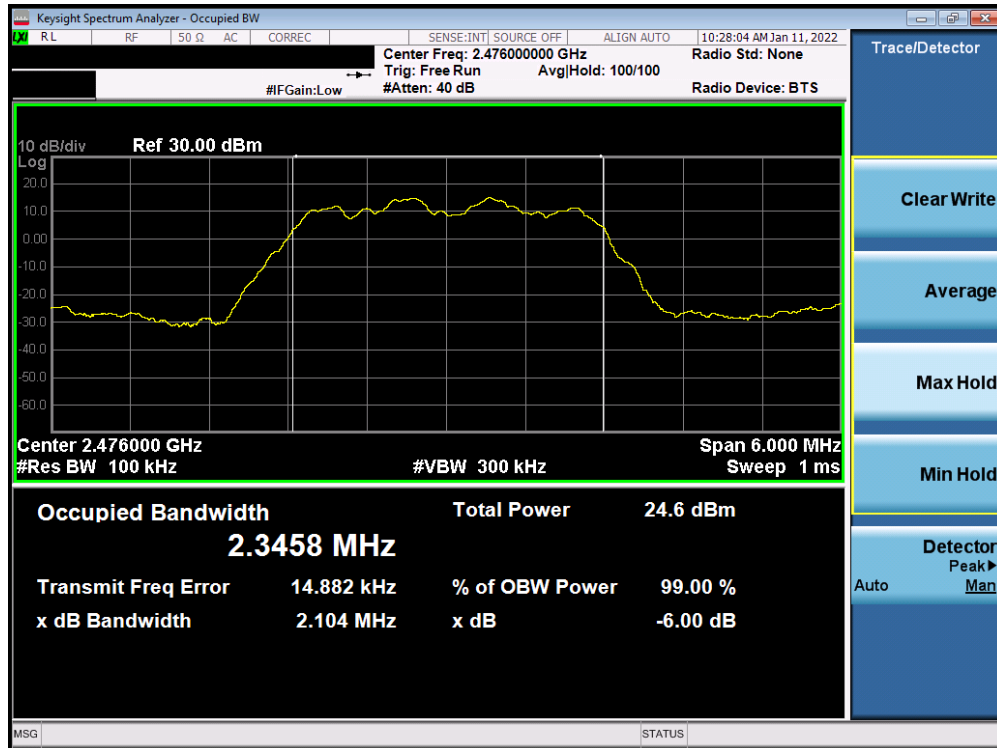 Keysight Spectrum Analyzer - Occupied BW
LXI RL RF 50 Ω AC CORREC SENSE:INT SOURCE OFF ALIGN AUTO 10:28:04 AM Jan 11, 2022
Center Freq: 2.476000000 GHz Radio Std: None
Trig: Free Run Avg|Hold: 100/100
#IFGain:Low #Atten: 40 dB Radio Device: BTS
Trace/Detector
10 dB/div Ref 30.00 dBm
Log
20.0
10.0
0.00
-10.0
-20.0
-30.0
-40.0
-50.0
-60.0
Center 2.476000 GHz Span 6.000 MHz
#Res BW 100 kHz #VBW 300 kHz Sweep 1 ms
Occupied Bandwidth Total Power 24.6 dBm
2.3458 MHz
Transmit Freq Error 14.882 kHz % of OBW Power 99.00 %
x dB Bandwidth 2.104 MHz x dB -6.00 dB
Clear Write
Average
Max Hold
Min Hold
Detector
Peak
Auto Man
MSG STATUS